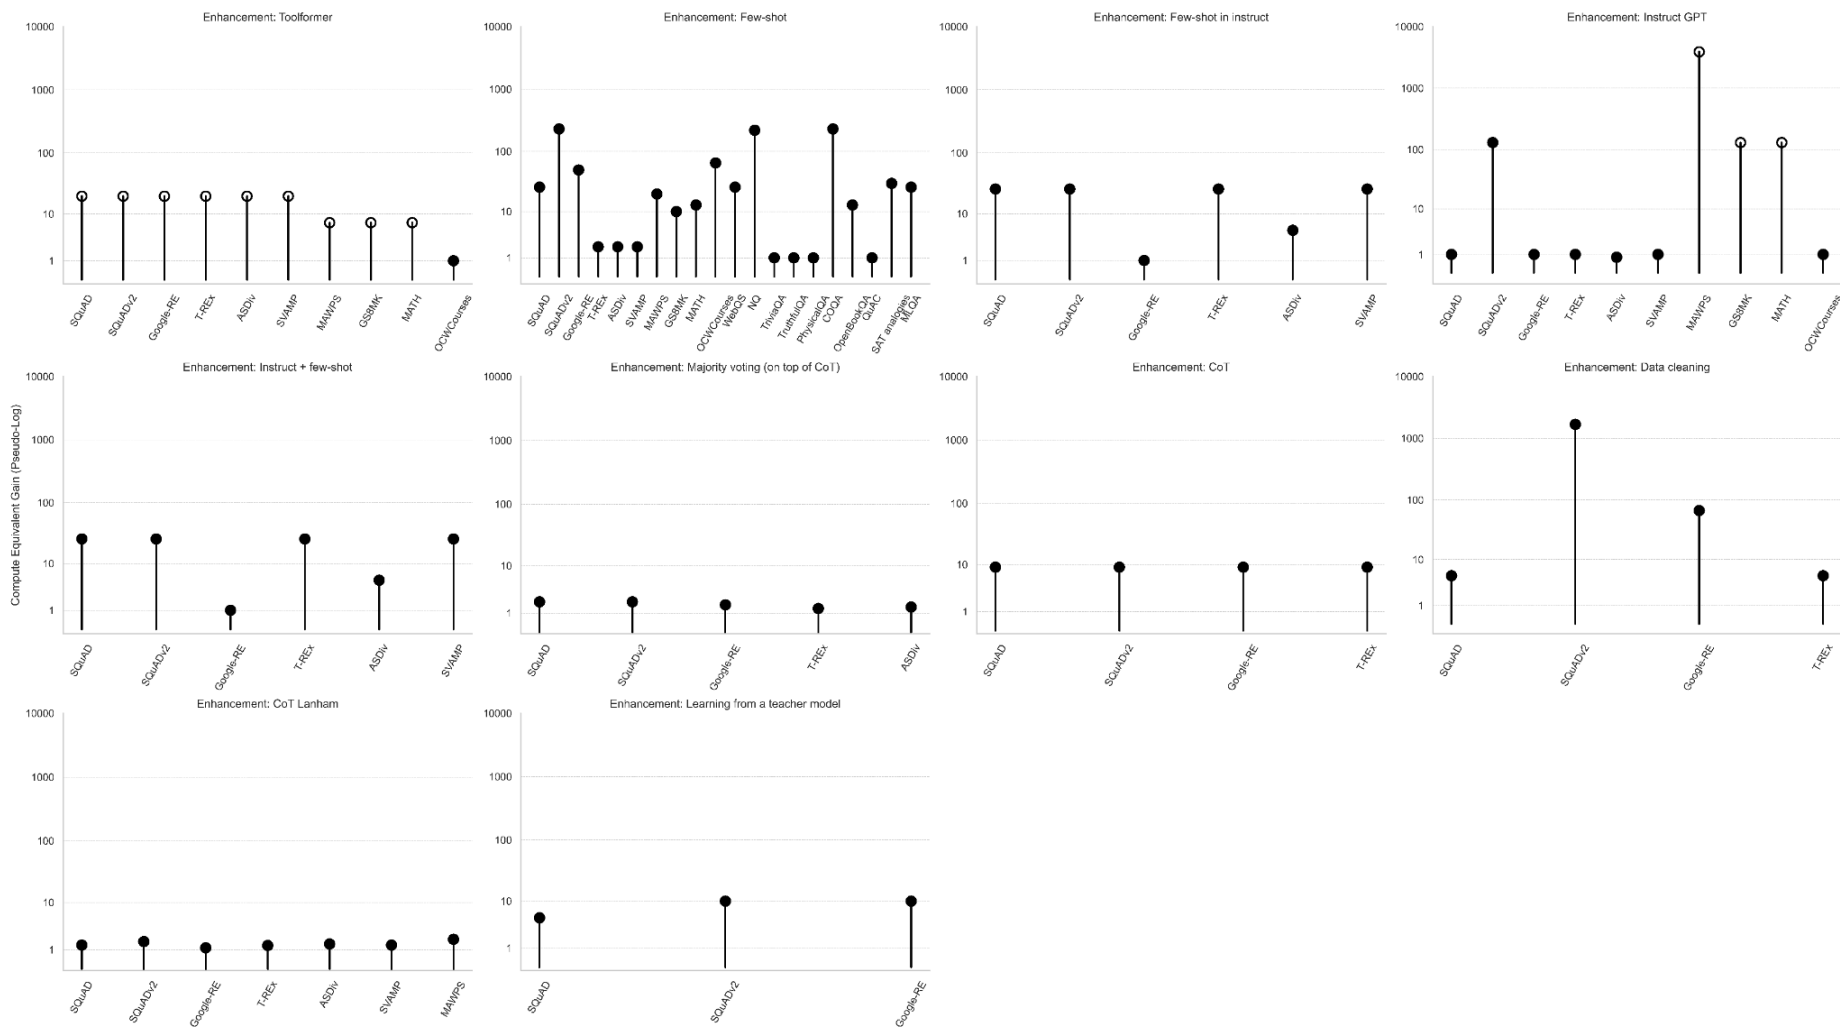 Enhancement: Toolformer
10000
1000
100
10
1
SQuAD
SQuADv2
Google-RE
T-REx
ASDiv
SVAMP
MAWPS
GS8MK
MATH
OCWCourses
Enhancement: Few-shot
10000
1000
100
10
1
SQuAD
SQuADv2
Google-RE
T-REx
ASDiv
SVAMP
MAWPS
GS8MK
MATH
OCWCourses
WebQS
NQ
TriviaQA
TruthfulQA
PhysicalQA
COQA
OpenBookQA
QuAC
SAT analogies
MLQA
Enhancement: Few-shot in instruct
10000
1000
100
10
1
SQuAD
SQuADv2
Google-RE
T-REx
ASDiv
SVAMP
Enhancement: Instruct GPT
10000
1000
100
10
1
SQuAD
SQuADv2
Google-RE
T-REx
ASDiv
SVAMP
MAWPS
GS8MK
MATH
OCWCourses
Compute Equivalent Gain (Pseudo-Log)
Enhancement: Instruct + few-shot
10000
1000
100
10
1
SQuAD
SQuADv2
Google-RE
T-REx
ASDiv
SVAMP
Enhancement: Majority voting (on top of CoT)
10000
1000
100
10
1
SQuAD
SQuADv2
Google-RE
T-REx
ASDiv
Enhancement: CoT
10000
1000
100
10
1
SQuAD
SQuADv2
Google-RE
T-REx
Enhancement: Data cleaning
10000
1000
100
10
1
SQuAD
SQuADv2
Google-RE
T-REx
Enhancement: CoT Lanham
10000
1000
100
10
1
SQuAD
SQuADv2
Google-RE
T-REx
ASDiv
SVAMP
MAWPS
Enhancement: Learning from a teacher model
10000
1000
100
10
1
SQuAD
SQuADv2
Google-RE